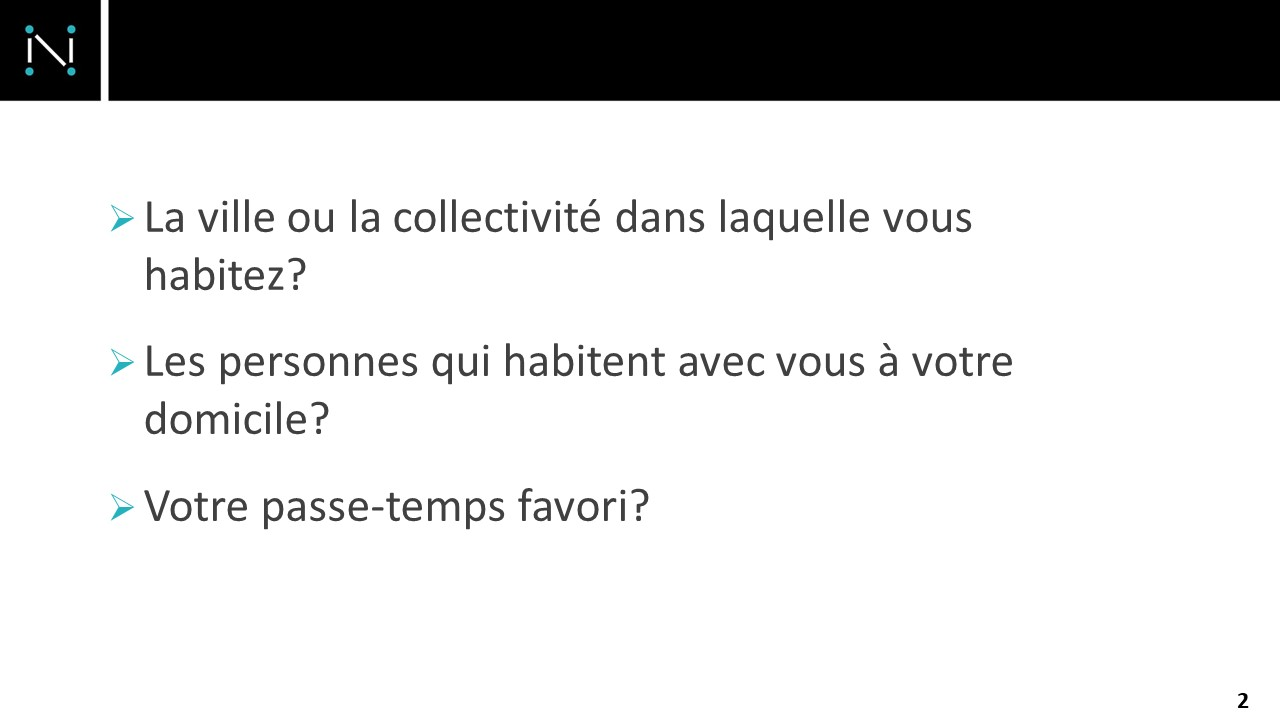 La ville ou la collectivité dans laquelle vous
habitez?
Les personnes qui habitent avec vous à votre
domicile?
Votre passe-temps favori?
2